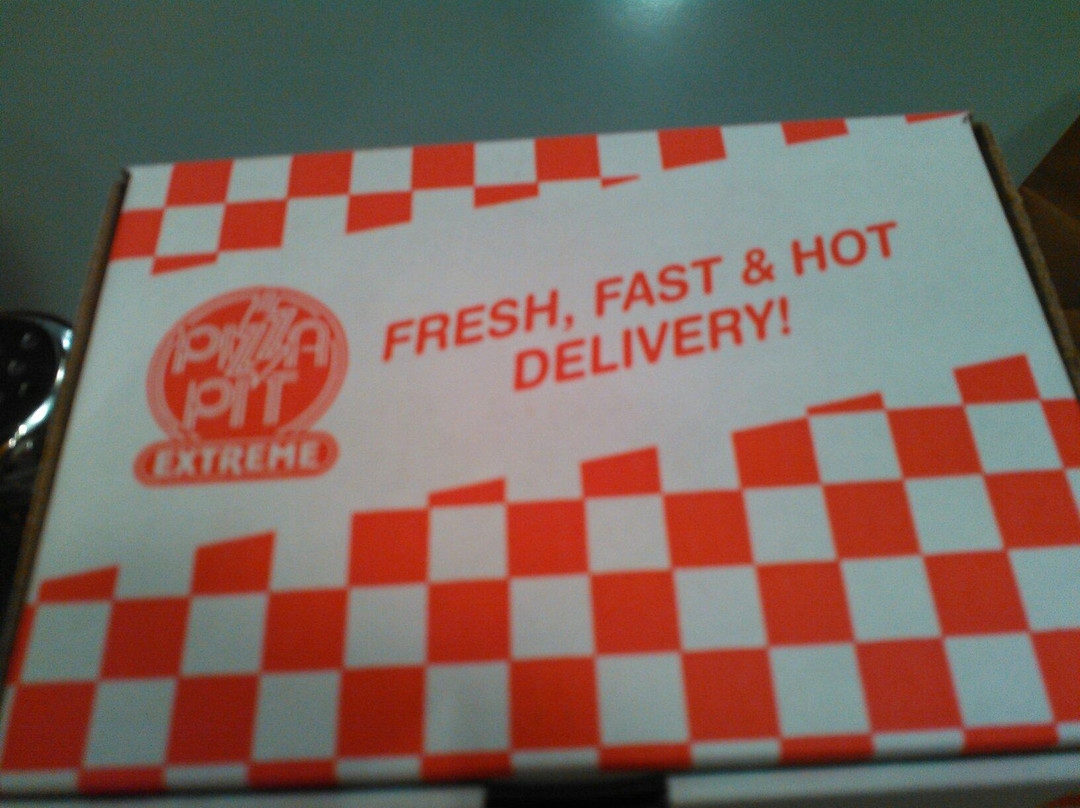 PIZZA
PIT
EXTREME
FRESH, FAST & HOT
DELIVERY!